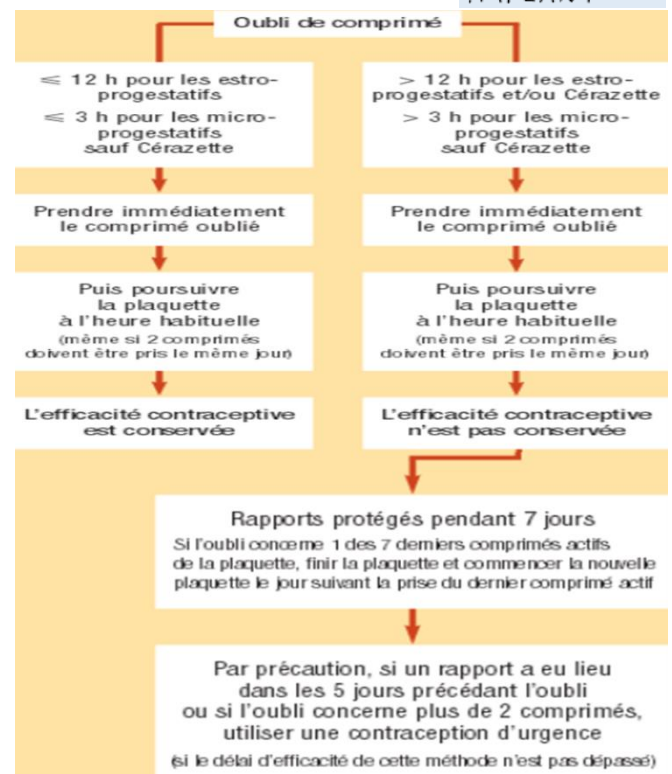 Oubli de comprimé
≤ 12 h pour les estro-
progestatifs
≤ 3 h pour les micro-
progestatifs
sauf Cérazette
> 12 h pour les estro-
progestatifs et/ou Cérazette
> 3 h pour les micro-
progestatifs
sauf Cérazette
Prendre immédiatement
le comprimé oublié
Prendre immédiatement
le comprimé oublié
Puis poursuivre
la plaquette
à l'heure habituelle
(même si 2 comprimés
doivent être pris le même jour)
Puis poursuivre
la plaquette
à l'heure habituelle
(même si 2 comprimés
doivent être pris le même jour)
L'efficacité contraceptive
est conservée
L'efficacité contraceptive
n'est pas conservée
Rapports protégés pendant 7 jours
Si l'oubli concerne 1 des 7 derniers comprimés actifs
de la plaquette, finir la plaquette et commencer la nouvelle
plaquette le jour suivant la prise du dernier comprimé actif
Par précaution, si un rapport a eu lieu
dans les 5 jours précédant l'oubli
ou si l'oubli concerne plus de 2 comprimés,
utiliser une contraception d'urgence
(si le délai d'efficacité de cette méthode n'est pas dépassé)